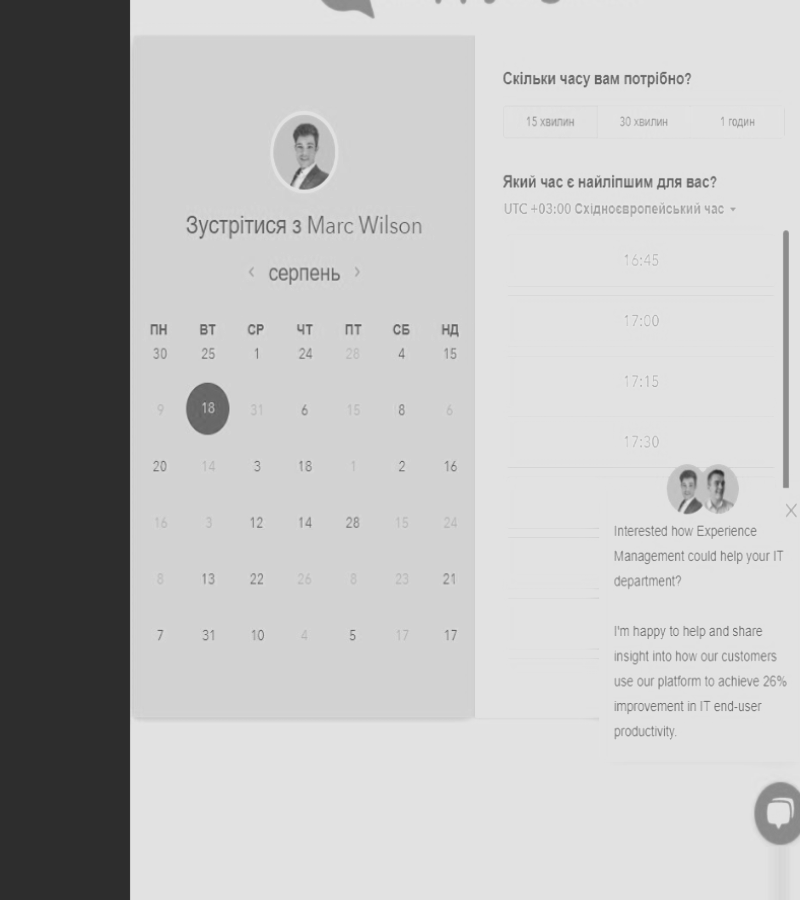 Скільки часу вам потрібно?
15 хвилин 30 хвилин 1 годин
Який час є найліпшим для вас?
UTC +03:00 Східноєвропейський час
16:45
17:00
17:15
17:30
Зустрітися з Marc Wilson
серпень
ПН ВТ СР ЧТ ПТ СБ НД
30 25 1 24 28 4 15
9 18 31 6 15 8 6
20 14 3 18 1 2 16
16 3 12 14 28 15 24
8 13 22 26 8 23 21
7 31 10 4 5 17 17
Interested how Experience
Management could help your IT
department?
I'm happy to help and share
insight into how our customers
use our platform to achieve 26%
improvement in IT end-user
productivity.